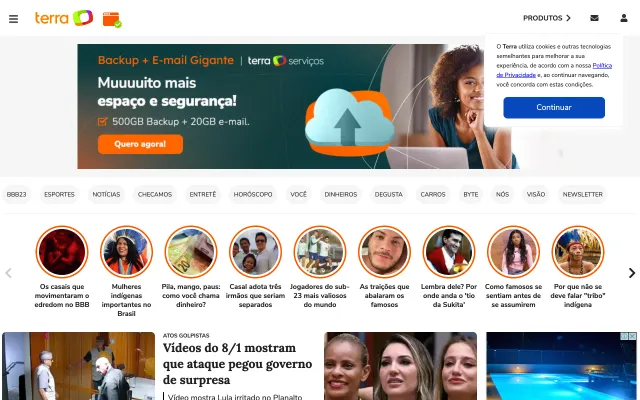 terra
PRODUTOS
Backup + E-mail Gigante | terra serviços
Muuuuito mais
espaço e segurança!
500GB Backup + 20GB e-mail.
Quero agora!
O Terra utiliza cookies e outras tecnologias
semelhantes para melhorar a sua
experiência, de acordo com a nossa Política
de Privacidade e, ao continuar navegando,
você concorda com estas condições.
Continuar
BBB23 ESPORTES NOTÍCIAS CHECAMOS ENTRETÊ HORÓSCOPO VOCÊ DINHEIROS DEGUSTA CARROS BYTE NÓS VISÃO NEWSLETTER
Os casais que
movimentaram o
edredom no BBB
Mulheres
indígenas
importantes no
Brasil
Pila, mango, paus:
como você chama
dinheiro?
Casal adota três
irmãos que seriam
separados
Jogadores do sub-
23 mais valiosos
do mundo
As traições que
abalaram os
famosos
Lembra dele? Por
onde anda o 'tio
da Sukita'
Como famosos se
sentiam antes de
se assumirem
Por que não se
deve falar "tribo"
indígena
ATOS GOLPISTAS
Vídeos do 8/1 mostram
que ataque pegou governo
de surpresa
Vídeo mostra Lula irritado no Planalto